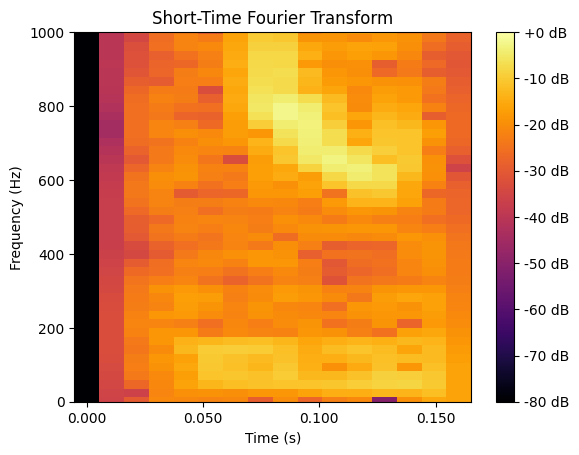 Short-Time Fourier Transform
1000
800
600
400
200
0
Frequency (Hz)
0.000
0.050
0.100
0.150
Time (s)
+0 dB
-10 dB
-20 dB
-30 dB
-40 dB
-50 dB
-60 dB
-70 dB
-80 dB